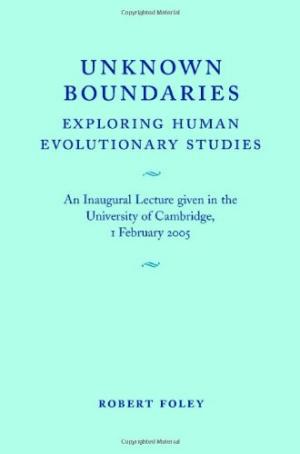 UNKNOWN
BOUNDARIES
EXPLORING HUMAN
EVOLUTIONARY STUDIES
An Inaugural Lecture given in the
University of Cambridge,
1 February 2005
ROBERT FOLEY